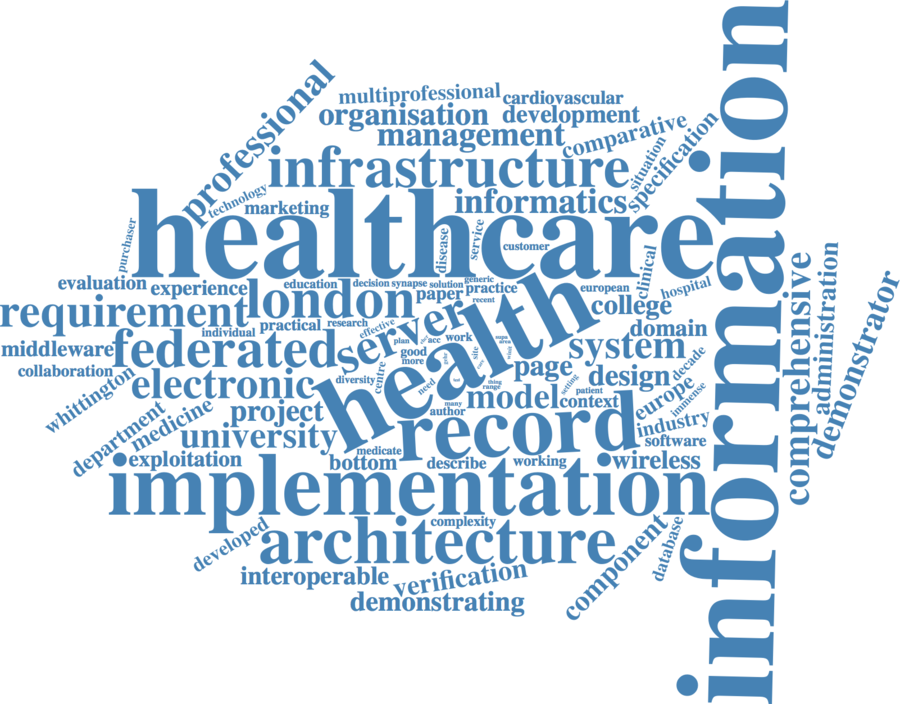 information
multiprofessional
cardiovascular
professional
organisation
development
management
comparative
specification
situation
infrastructure
technology
marketing
informatics
healthcare
purchaser
disease
service
customer
clinical
evaluation
experience
education
decision
synapse
solution
generic
practice
european
hospital
requirement
london
paper
recent
college
individual
practical
research
effective
server
health
domain
middleware
federated
plan
acc
work
good
more
system
collaboration
electronic
diversity
centre
need
site
page
design
decade
whittington
thing
range
setting
patient
model
context
europe
immense
department
medicine
project
many
author
record
industry
university
software
exploitation
medicate
bottom
describe
working
wireless
implementation
comprehensive
administration
demonstrator
developed
complexity
architecture
component
database
interoperable
verification
demonstrating